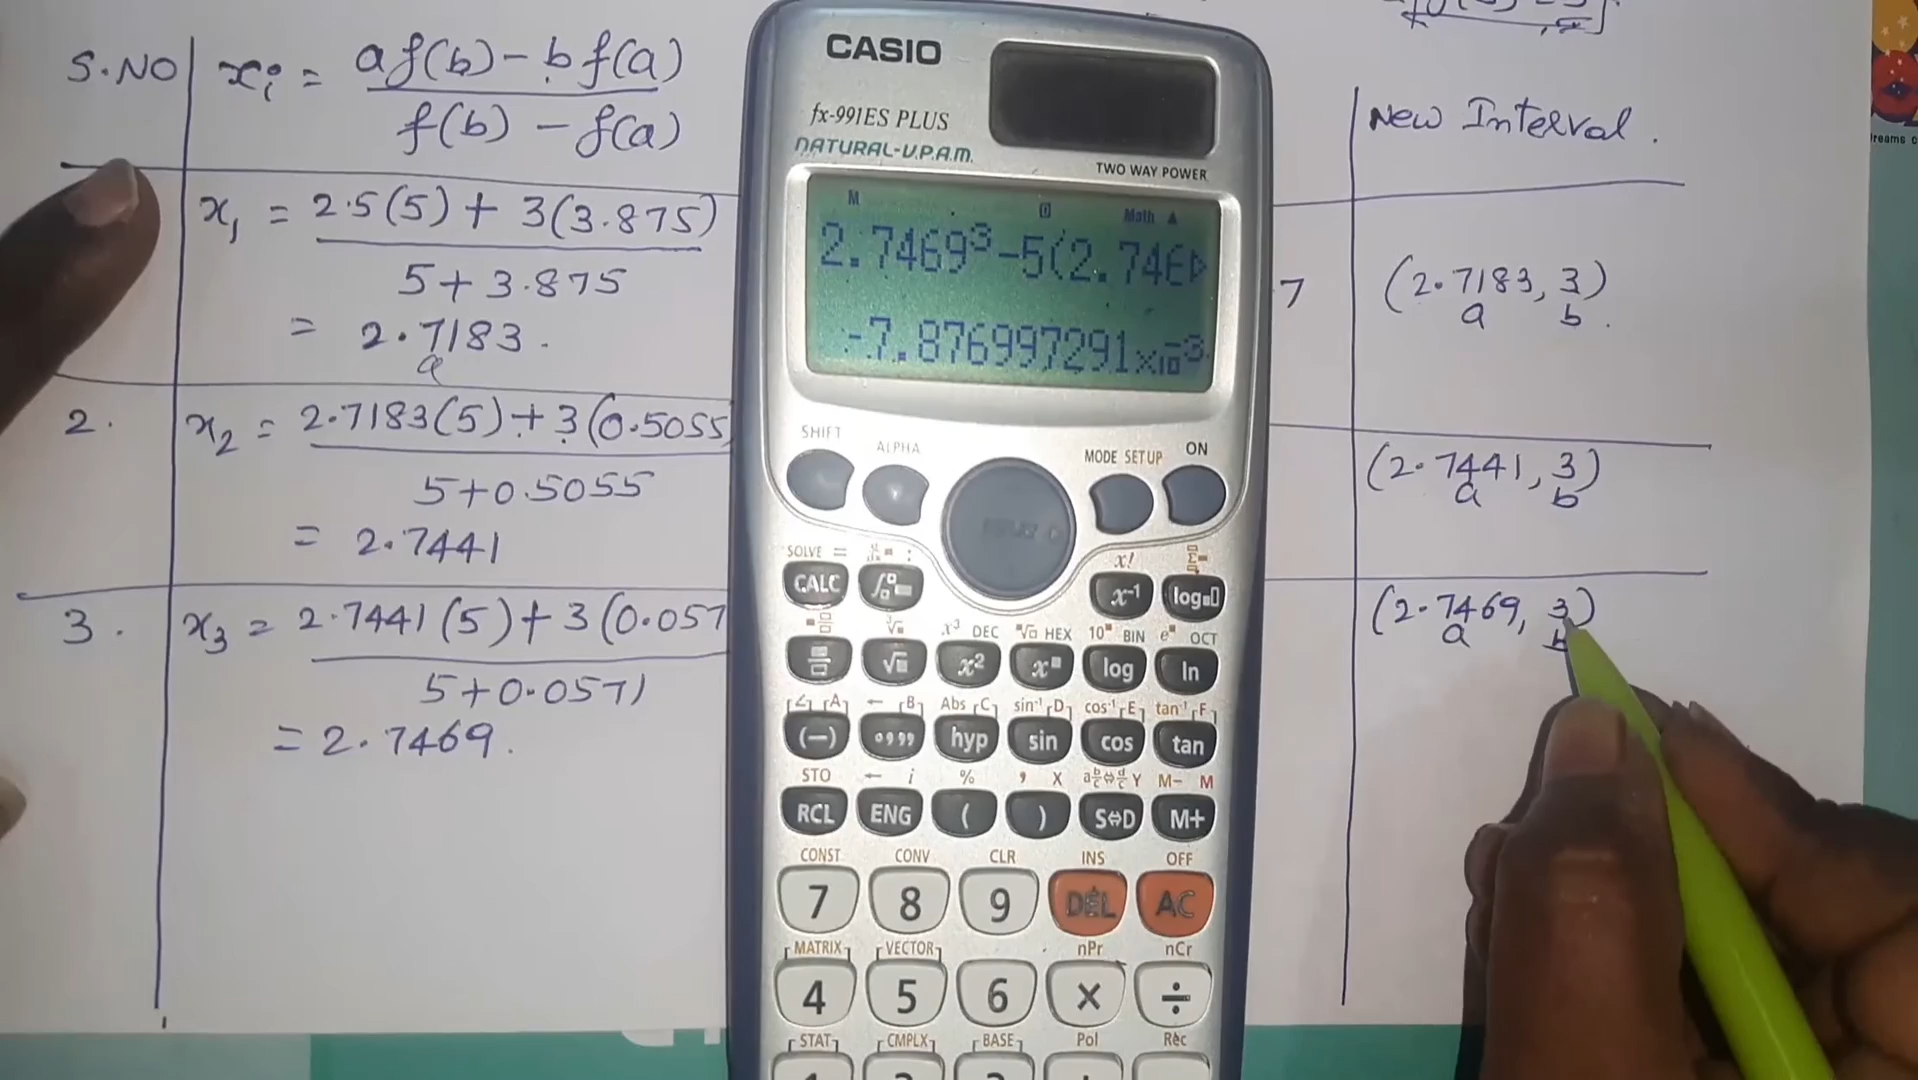 S.NO
xᵢ = af(b) - bf(a)
f(b) - f(a)
New Interval.
x₁ = 2.5(5) + 3(3.875)
5 + 3.875
= 2.7183.
a
7
(2.7183, 3)
a b.
2.
x₂ = 2.7183(5) + 3(0.5055
5+0.5055
= 2.7441
(2.7441, 3)
a b
3.
x₃ = 2.7441(5) + 3(0.057
5+0.0571
= 2.7469.
(2.7469, 3)
a b
CASIO
fx-991ES PLUS
NATURAL-V.P.A.M.
TWO WAY POWER
M D Math ▲
2.7469³-5(2.746
-7.876997291×10⁻³
SHIFT ALPHA MODE SETUP ON
REPLAY
SOLVE = : x!
CALC x⁻¹ log
x³ DEC HEX 10 BIN e OCT
x² x log ln
∠ A ← B Abs C sin⁻¹ D cos⁻¹ E tan⁻¹ F
(−) hyp sin cos tan
STO ← i % , X Y M− M
RCL ENG ( ) S⇔D M+
CONST CONV CLR INS OFF
7 8 9 DEL AC
MATRIX VECTOR nPr nCr
4 5 6 × ÷
STAT CMPLX BASE Pol Rec
reams o